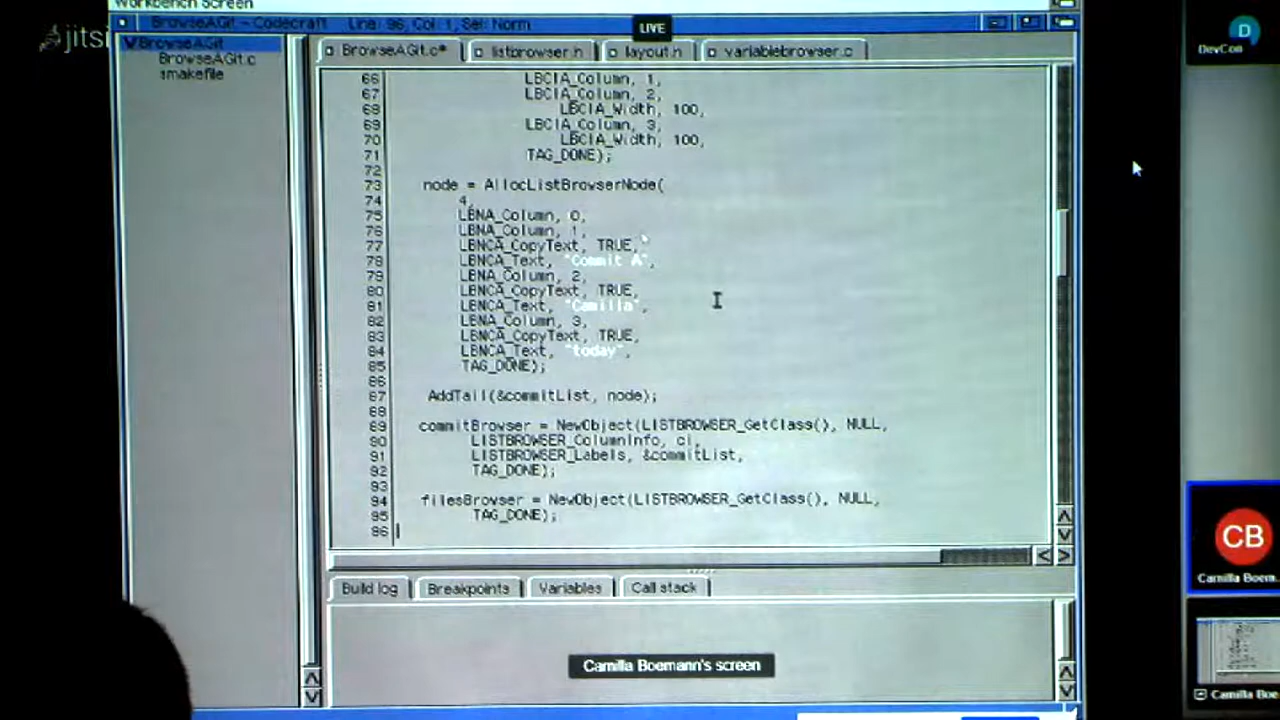 Workbench Screen
BrowseAGit - Codecraft Line: 96, Col: 1, Sel: Norm
LIVE
jitsi
BrowseAGit
BrowseAGit.c
smakefile
BrowseAGit.c*
listbrowser.h
layout.h
variablebrowser.c
66 LBCIA_Column, 1,
67 LBCIA_Column, 2,
68 LBCIA_Width, 100,
69 LBCIA_Column, 3,
70 LBCIA_Width, 100,
71 TAG_DONE);
72
73 node = AllocListBrowserNode(
74 4,
75 LBNA_Column, 0,
76 LBNA_Column, 1,
77 LBNCA_CopyText, TRUE,
78 LBNCA_Text, "Commit A",
79 LBNA_Column, 2,
80 LBNCA_CopyText, TRUE,
81 LBNCA_Text, "Camilla",
82 LBNA_Column, 3,
83 LBNCA_CopyText, TRUE,
84 LBNCA_Text, "today",
85 TAG_DONE);
86
87 AddTail(&commitList, node);
88
89 commitBrowser = NewObject(LISTBROWSER_GetClass(), NULL,
90 LISTBROWSER_ColumnInfo, ci,
91 LISTBROWSER_Labels, &commitList,
92 TAG_DONE);
93
94 filesBrowser = NewObject(LISTBROWSER_GetClass(), NULL,
95 TAG_DONE);
96
Build log
Breakpoints
Variables
Call stack
Camilla Boemann's screen
D
DevCon
CB
Camilla Boem...
Camilla Boe